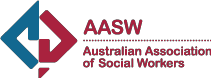 AASW
Australian Association
of Social Workers